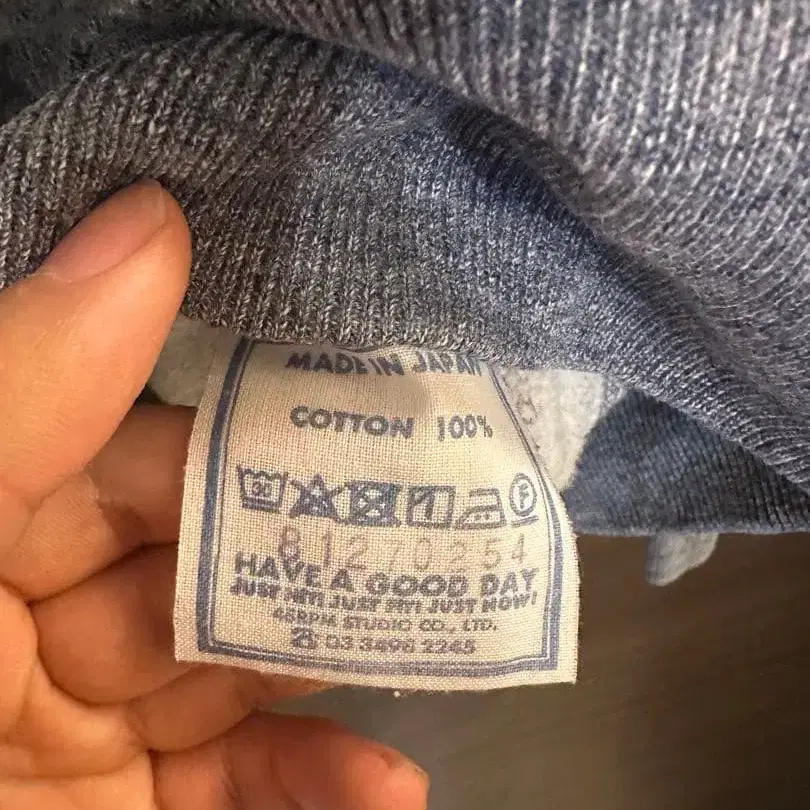 MADE IN JAPAN
COTTON 100%
F
81270254
HAVE A GOOD DAY
JUST HIT! JUST FIT! JUST NOW!
45RPM STUDIO CO., LTD.
☎ 03 3498 2245